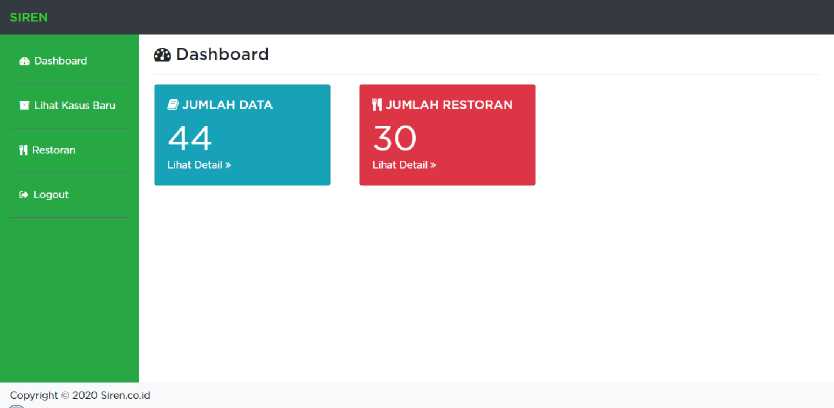 SIREN
Dashboard
Lihat Kasus Baru
Restoran
Logout
Dashboard
JUMLAH DATA
44
Lihat Detail »
JUMLAH RESTORAN
30
Lihat Detail »
Copyright © 2020 Siren.co.id